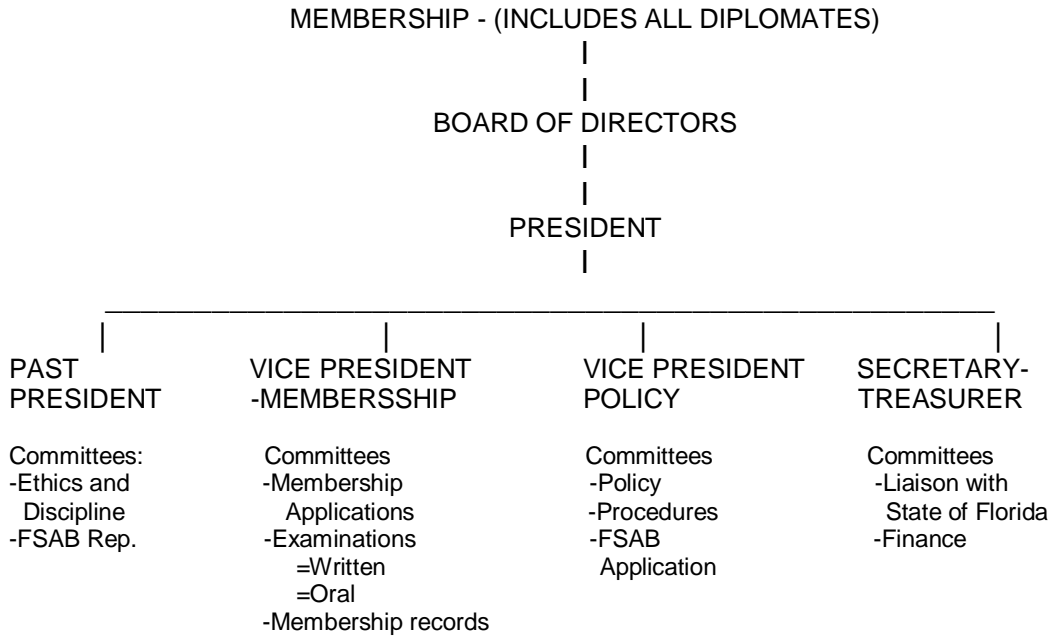 MEMBERSHIP - (INCLUDES ALL DIPLOMATES)
BOARD OF DIRECTORS
PRESIDENT
PAST
PRESIDENT
Committees:
-Ethics and
Discipline
-FSAB Rep.
VICE PRESIDENT
-MEMBERSSHIP
Committees
-Membership
Applications
-Examinations
=Written
=Oral
-Membership records
VICE PRESIDENT
POLICY
Committees
-Policy
-Procedures
-FSAB
Application
SECRETARY-
TREASURER
Committees
-Liaison with
State of Florida
-Finance